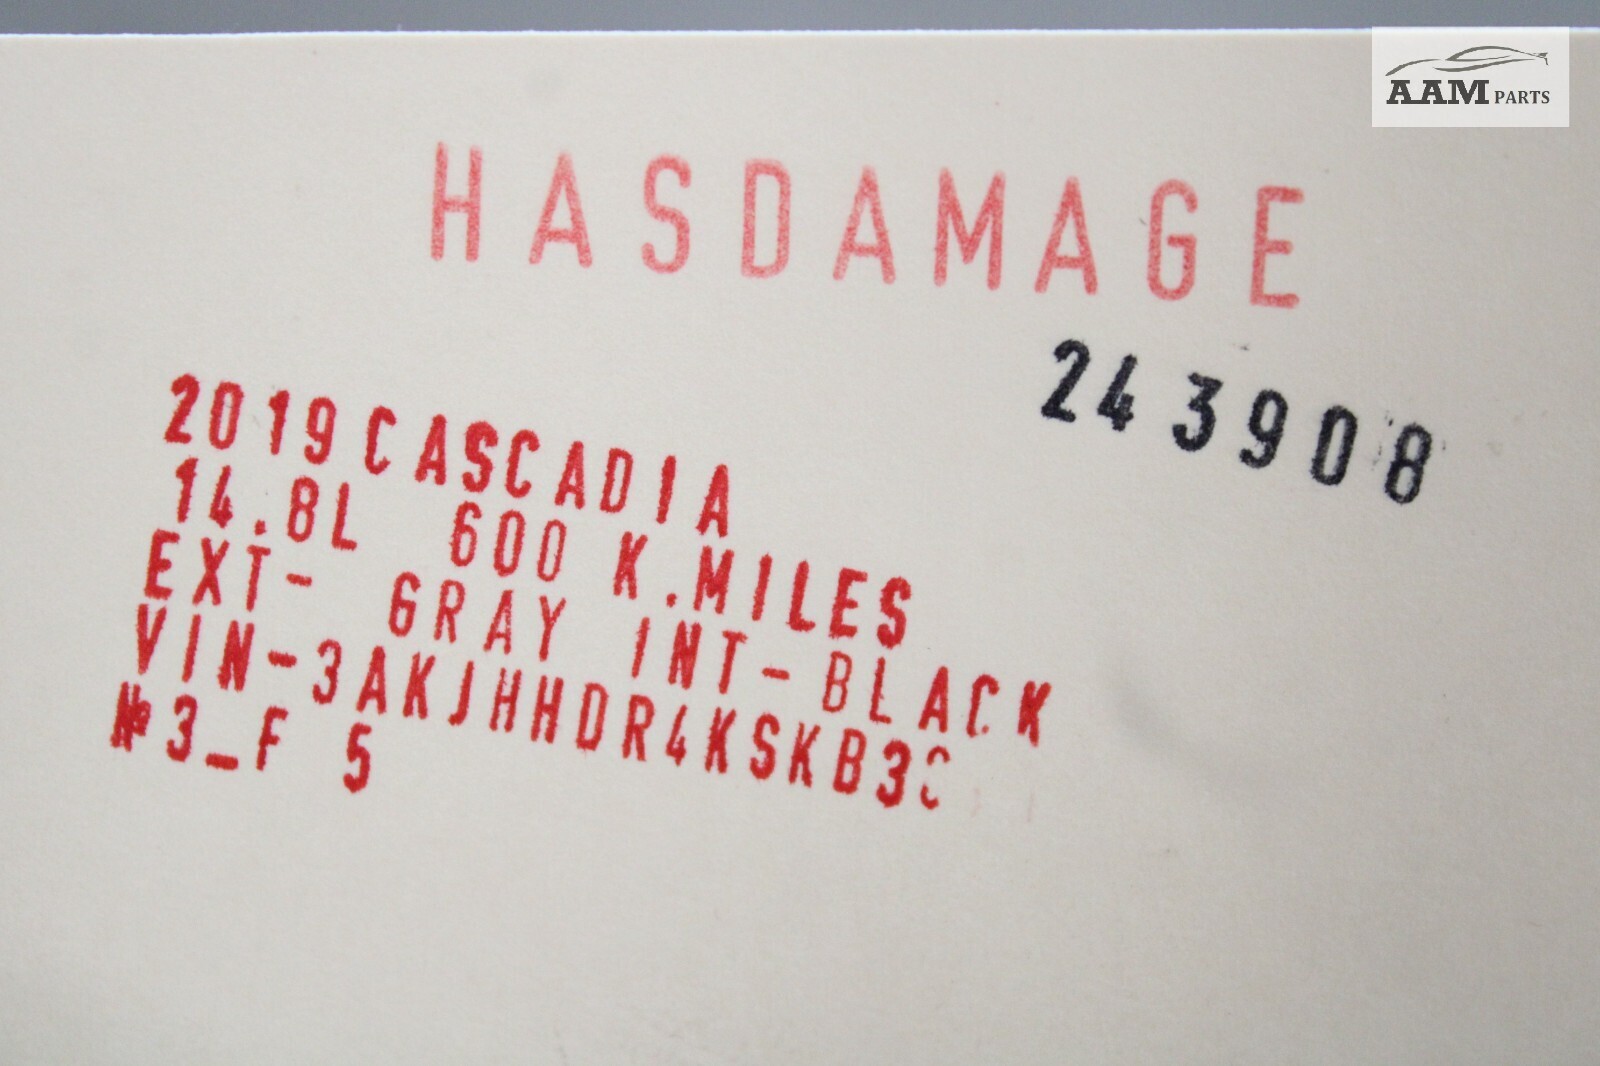 AAM PARTS
HASDAMAGE
243908
2019 CASCADIA
14.8L 600 K.MILES
EXT- GRAY INT-BLACK
VIN-3AKJHHDR4KSKB3
№3_F 5